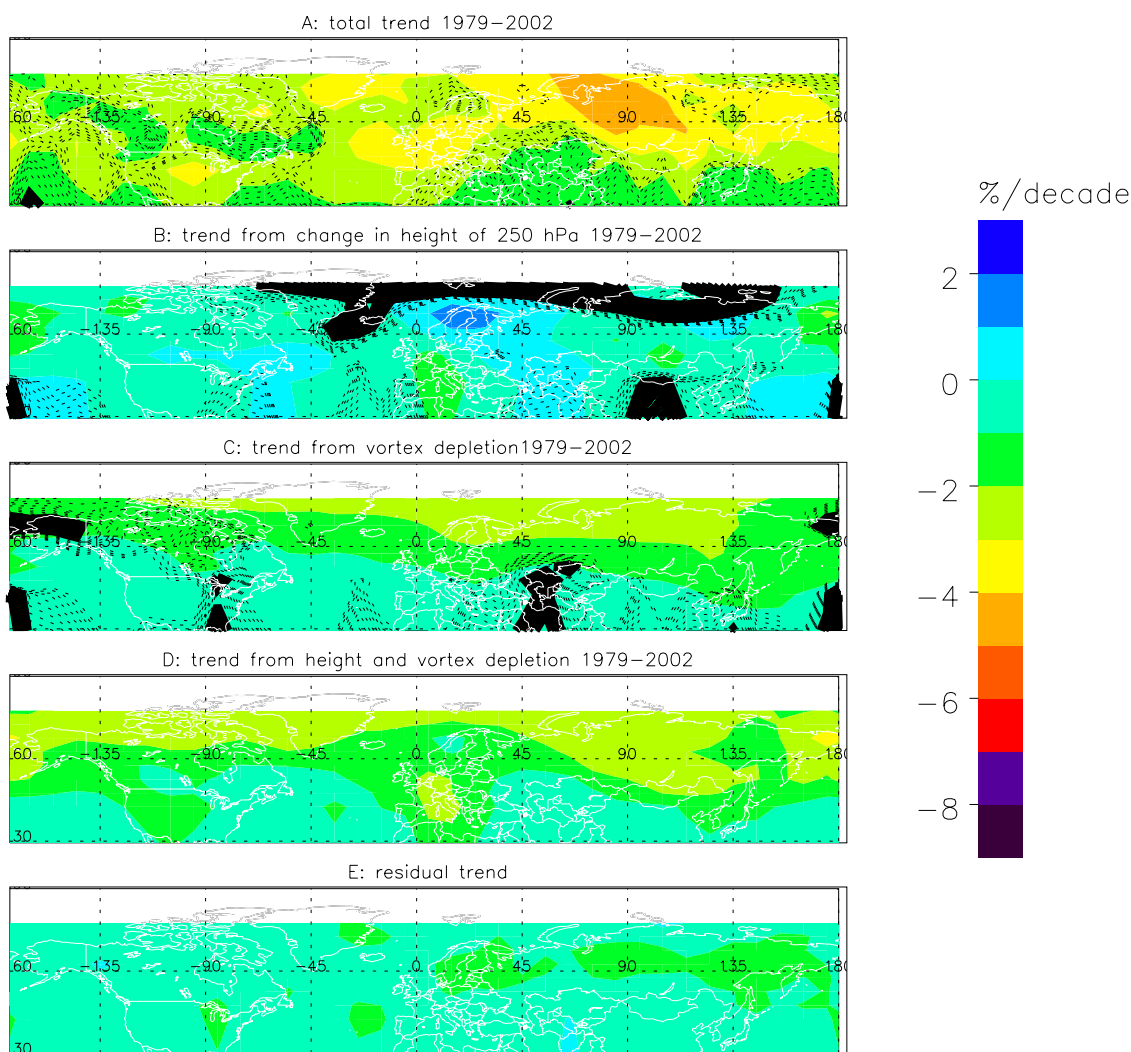 A: total trend 1979-2002
60 -135 -90 -45 0 45 90 135 180
%/decade
B: trend from change in height of 250 hPa 1979-2002
60 -135 -90 -45 0 45 90 135 180
2
0
-2
-4
-6
-8
C: trend from vortex depletion1979-2002
60 -135 -90 -45 0 45 90 135 180
D: trend from height and vortex depletion 1979-2002
60 -135 -90 -45 0 45 90 135 180
30
E: residual trend
60 -135 -90 -45 0 45 90 135 180
30